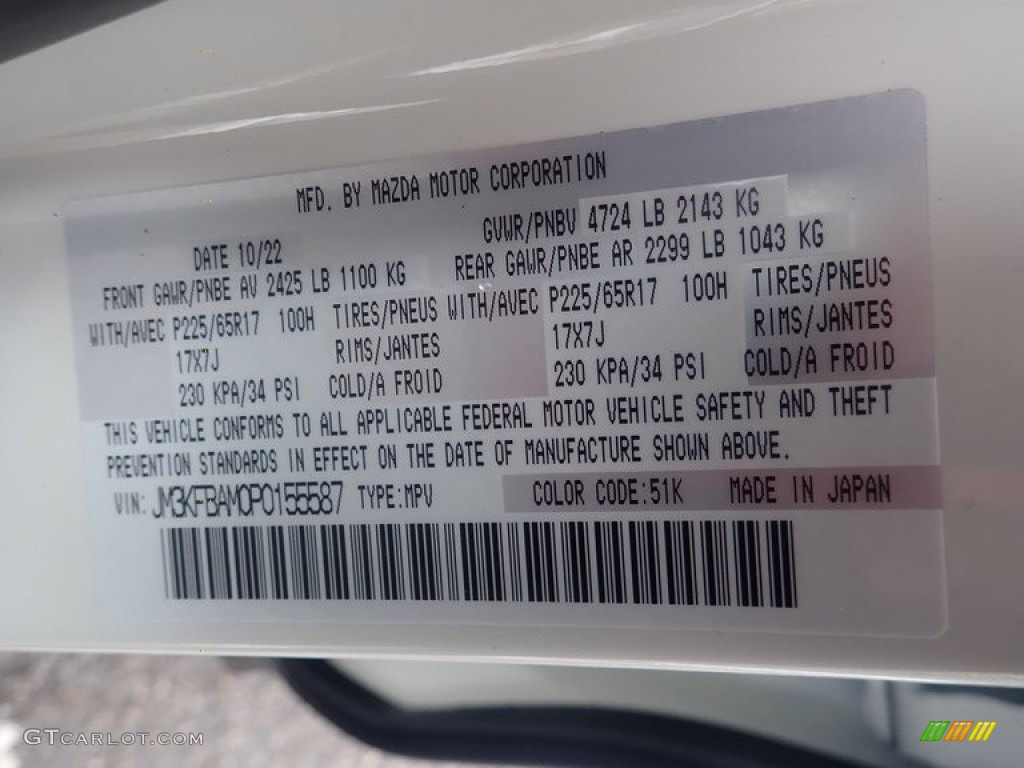 MFD. BY MAZDA MOTOR CORPORATION
DATE 10/22 GVWR/PNBV 4724 LB 2143 KG
FRONT GAWR/PNBE AV 2425 LB 1100 KG REAR GAWR/PNBE AR 2299 LB 1043 KG
WITH/AVEC P225/65R17 100H TIRES/PNEUS WITH/AVEC P225/65R17 100H TIRES/PNEUS
17X7J RIMS/JANTES 17X7J RIMS/JANTES
230 KPA/34 PSI COLD/A FROID 230 KPA/34 PSI COLD/A FROID
THIS VEHICLE CONFORMS TO ALL APPLICABLE FEDERAL MOTOR VEHICLE SAFETY AND THEFT
PREVENTION STANDARDS IN EFFECT ON THE DATE OF MANUFACTURE SHOWN ABOVE.
VIN: JM3KFBAM0P0155587 TYPE:MPV COLOR CODE:51K MADE IN JAPAN
GTCARLOT.COM